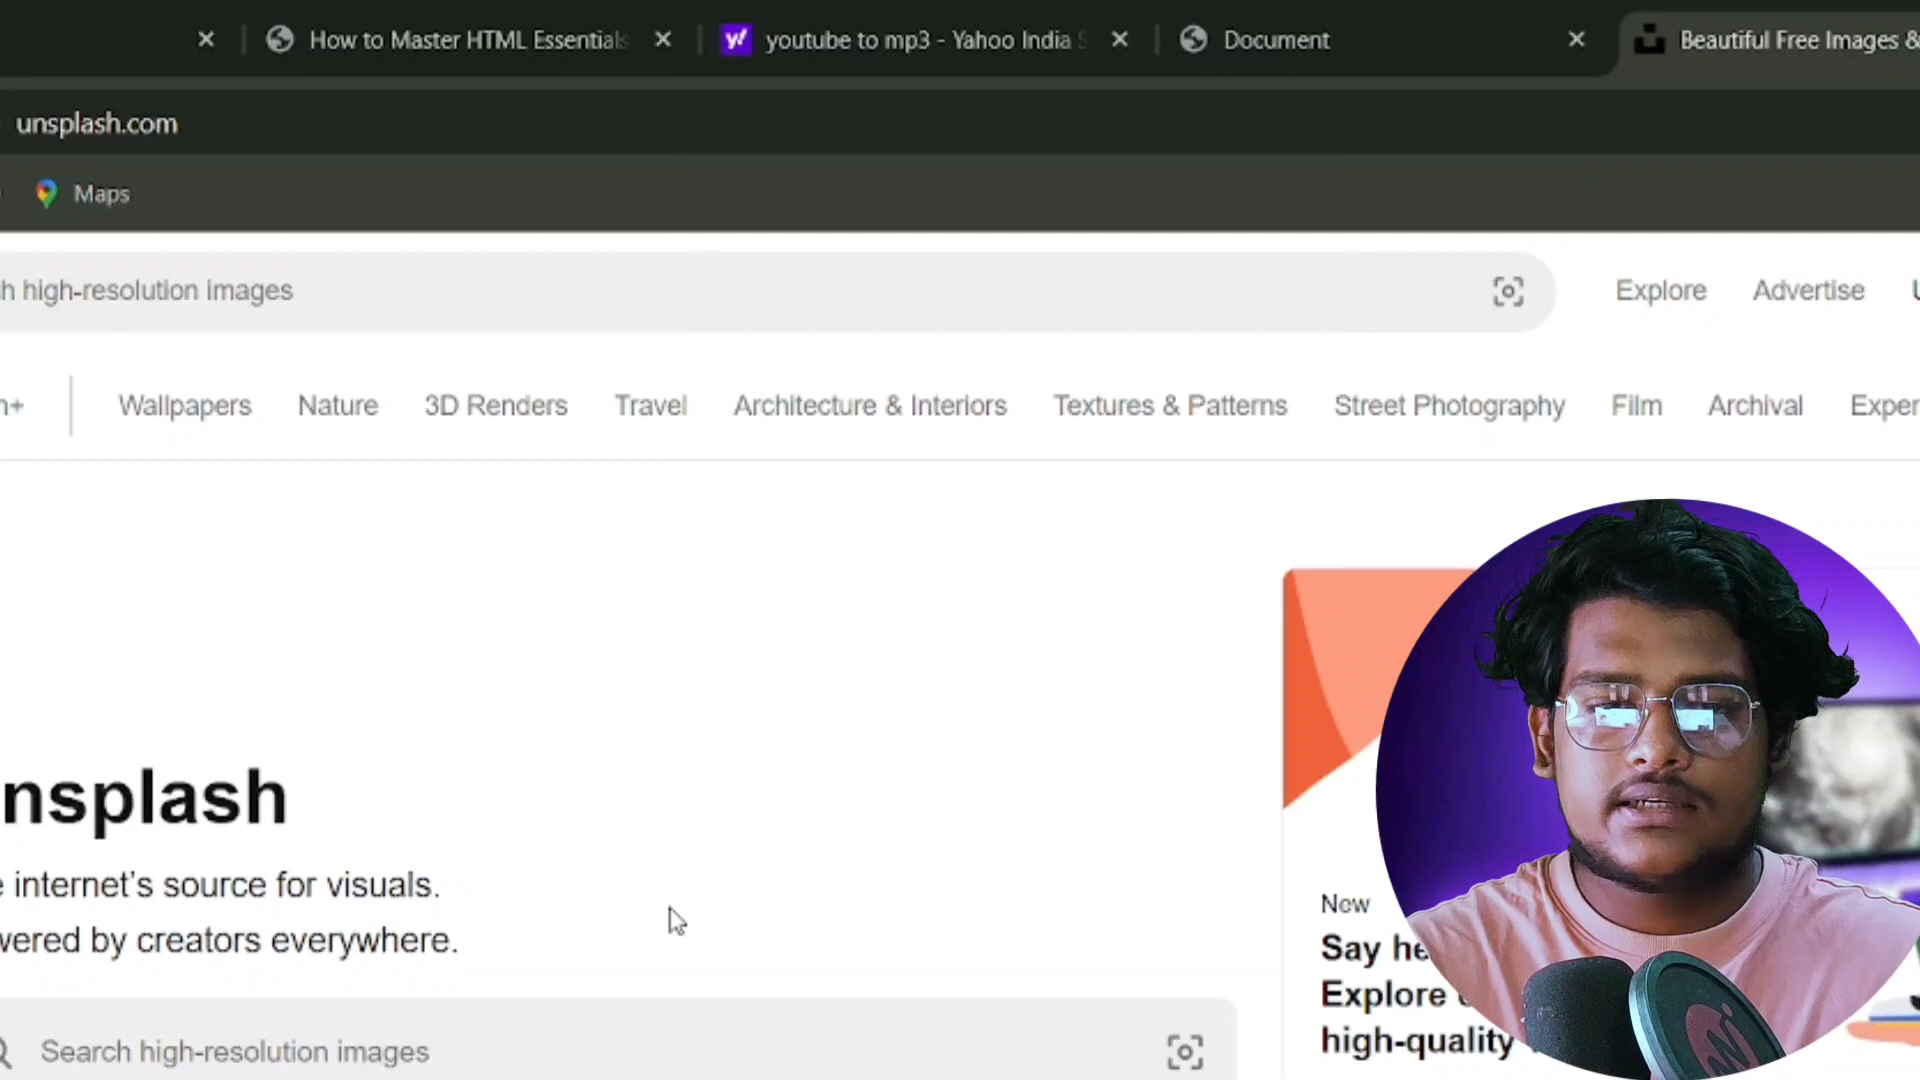 How to Master HTML Essentials
youtube to mp3 - Yahoo India S
Document
Beautiful Free Images &
unsplash.com
Maps
h high-resolution images
Explore
Advertise
n+
Wallpapers
Nature
3D Renders
Travel
Architecture & Interiors
Textures & Patterns
Street Photography
Film
Archival
Exper
nsplash
e internet's source for visuals.
wered by creators everywhere.
Search high-resolution images
New
Say he
Explore
high-quality